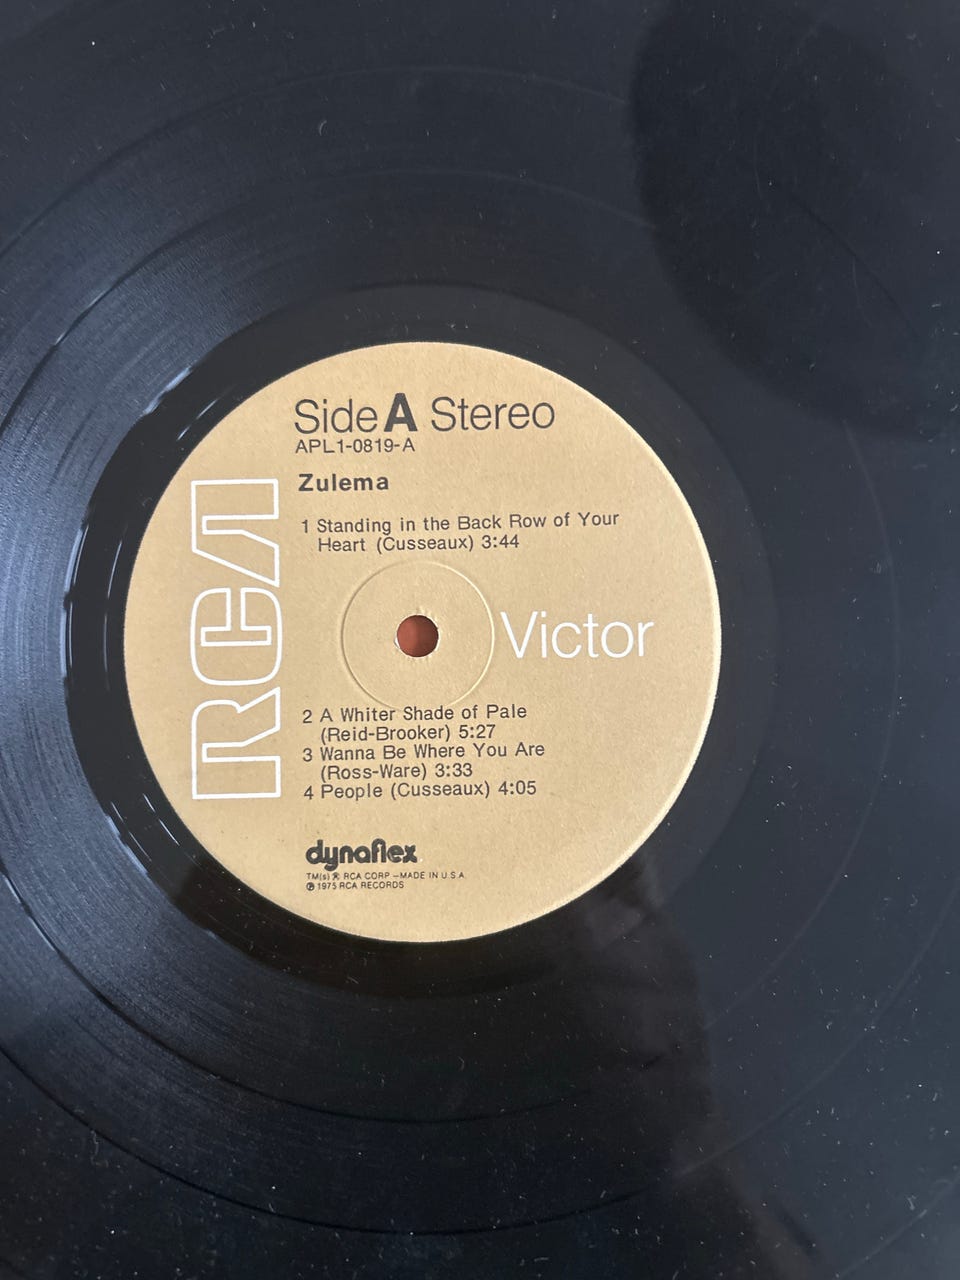 Side A Stereo
APL1-0819-A
Zulema
1 Standing in the Back Row of Your
Heart (Cusseaux) 3:44
RCA
Victor
2 A Whiter Shade of Pale
(Reid-Brooker) 5:27
3 Wanna Be Where You Are
(Ross-Ware) 3:33
4 People (Cusseaux) 4:05
dynaflex
TM(s) ® RCA CORP – MADE IN U.S.A.
℗ 1975 RCA RECORDS